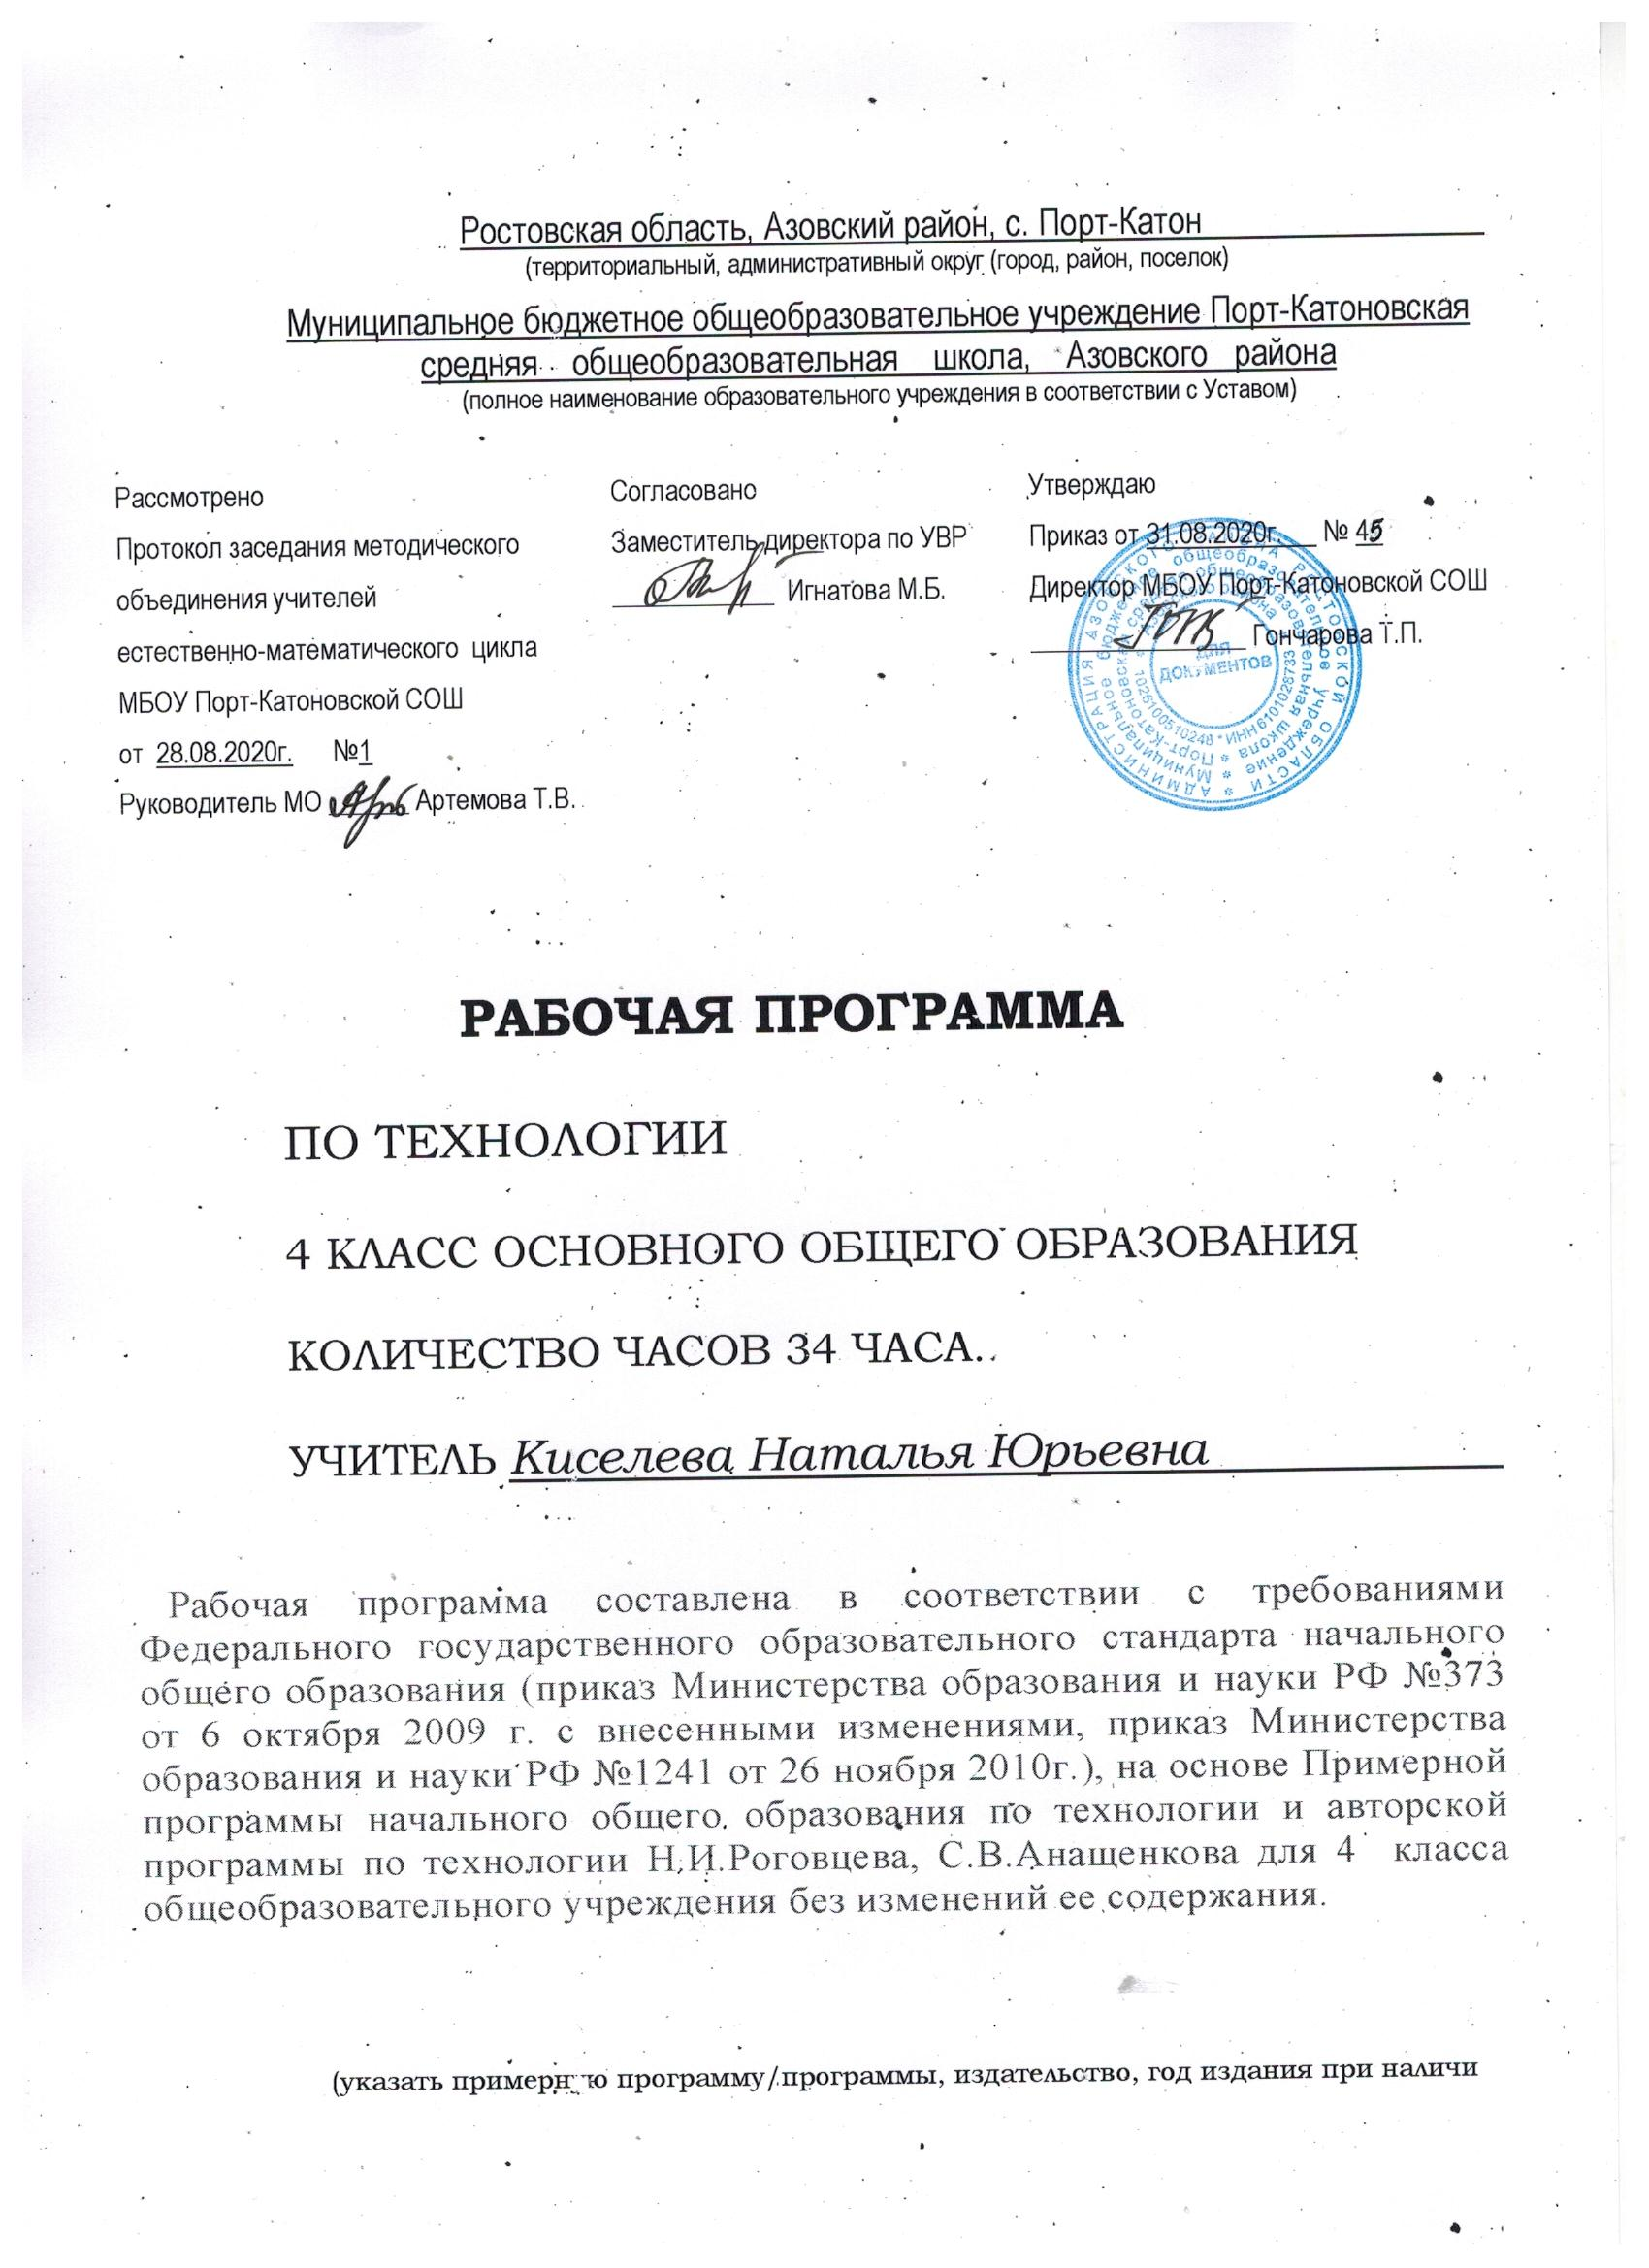 Ростовская область, Азовский район, с. Порт-Катон
(территориальный, административный округ (город, район, поселок)
Муниципальное бюджетное общеобразовательное учреждение Порт-Катоновская
средняя общеобразовательная школа, Азовского района
(полное наименование образовательного учреждения в соответствии с Уставом)
Рассмотрено
Протокол заседания методического
объединения учителей
естественно-математического цикла
МБОУ Порт-Катоновской СОШ
от 28.08.2020г. №1
Руководитель МО Артемова Т.В.
Согласовано
Заместитель директора по УВР
Игнатова М.Б.
Утверждаю
Приказ от 31.08.2020г. № 45
Директор МБОУ Порт-Катоновской СОШ
Гончарова Т.П.
ДЛЯ
ДОКУМЕНТОВ
РАБОЧАЯ ПРОГРАММА
ПО ТЕХНОЛОГИИ
4 КЛАСС ОСНОВНОГО ОБЩЕГО ОБРАЗОВАНИЯ
КОЛИЧЕСТВО ЧАСОВ 34 ЧАСА.
УЧИТЕЛЬ Киселева Наталья Юрьевна
Рабочая программа составлена в соответствии с требованиями
Федерального государственного образовательного стандарта начального
общего образования (приказ Министерства образования и науки РФ №373
от 6 октября 2009 г. с внесенными изменениями, приказ Министерства
образования и науки РФ №1241 от 26 ноября 2010г.), на основе Примерной
программы начального общего образования по технологии и авторской
программы по технологии Н.И.Роговцева, С.В.Анащенкова для 4 класса
общеобразовательного учреждения без изменений ее содержания.
(указать примерную программу/программы, издательство, год издания при наличи